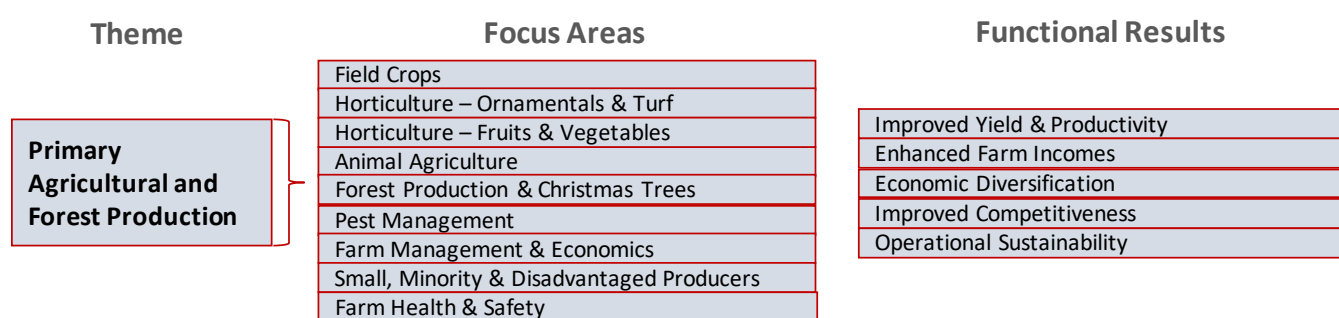 Theme
Focus Areas
Functional Results
Primary
Agricultural and
Forest Production
Field Crops
Horticulture – Ornamentals & Turf
Horticulture – Fruits & Vegetables
Animal Agriculture
Forest Production & Christmas Trees
Pest Management
Farm Management & Economics
Small, Minority & Disadvantaged Producers
Farm Health & Safety
Improved Yield & Productivity
Enhanced Farm Incomes
Economic Diversification
Improved Competitiveness
Operational Sustainability